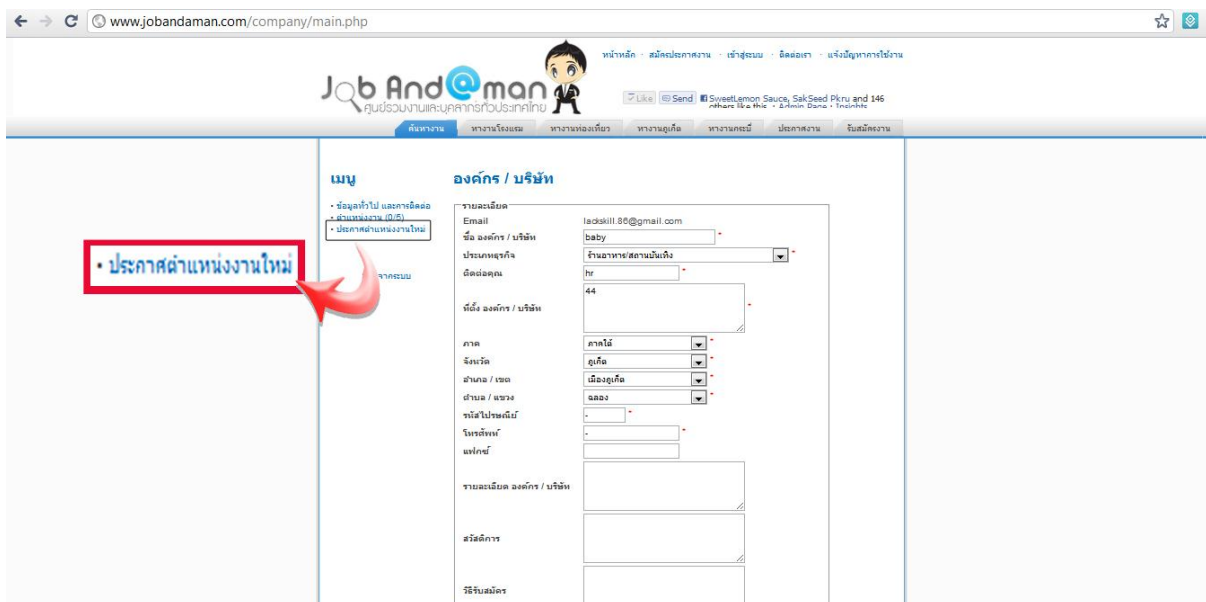 www.jobandaman.com/company/main.php
หน้าหลัก - สมัครประกาศงาน - เข้าสู่ระบบ - ติดต่อเรา - แจ้งปัญหาการใช้งาน
Job And@man
ศูนย์รวมงานและบุคลากรทั่วประเทศไทย
Like Send SweetLemon Sauce, SakSeed Pkru and 146 others like this. · Admin Page · Insights
ค้นหางาน หางานโรงแรม หางานท่องเที่ยว หางานภูเก็ต หางานกระบี่ ประกาศงาน รับสมัครงาน
เมนู
• ข้อมูลทั่วไป และการติดต่อ
• ตำแหน่งงาน (0/5)
• ประกาศตำแหน่งงานใหม่
• ประกาศตำแหน่งงานใหม่
องค์กร / บริษัท
รายละเอียด
Email lackskill.86@gmail.com
ชื่อ องค์กร / บริษัท baby *
ประเภทธุรกิจ ร้านอาหาร/สถานบันเทิง *
ติดต่อคุณ hr *
ที่ตั้ง องค์กร / บริษัท 44 *
ภาค ภาคใต้ *
จังหวัด ภูเก็ต *
อำเภอ / เขต เมืองภูเก็ต *
ตำบล / แขวง ฉลอง *
รหัสไปรษณีย์ - *
โทรศัพท์ - *
แฟกซ์
รายละเอียด องค์กร / บริษัท
สวัสดิการ
วิธีรับสมัคร